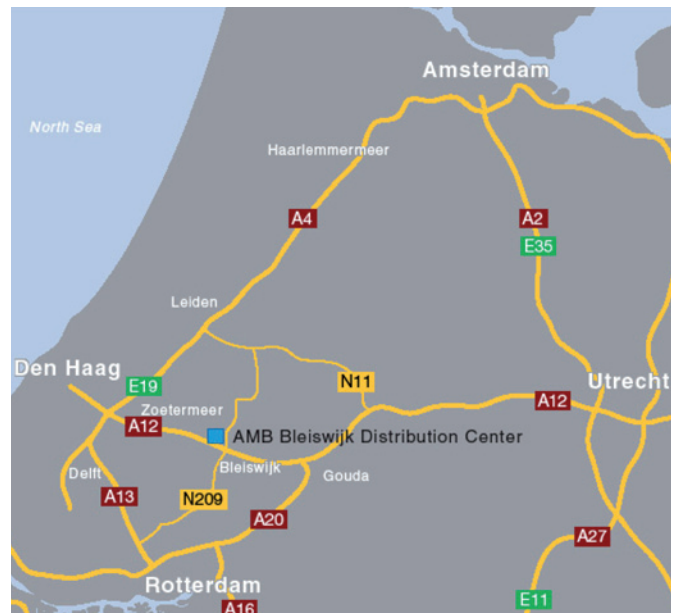 Amsterdam
North Sea
Haarlemmermeer
A4
A2
E35
Leiden
Den Haag
E19
N11
Utrecht
Zoetermeer
A12
A12
AMB Bleiswijk Distribution Center
Delft
Bleiswijk
Gouda
A13
N209
A20
A27
Rotterdam
E11
A16